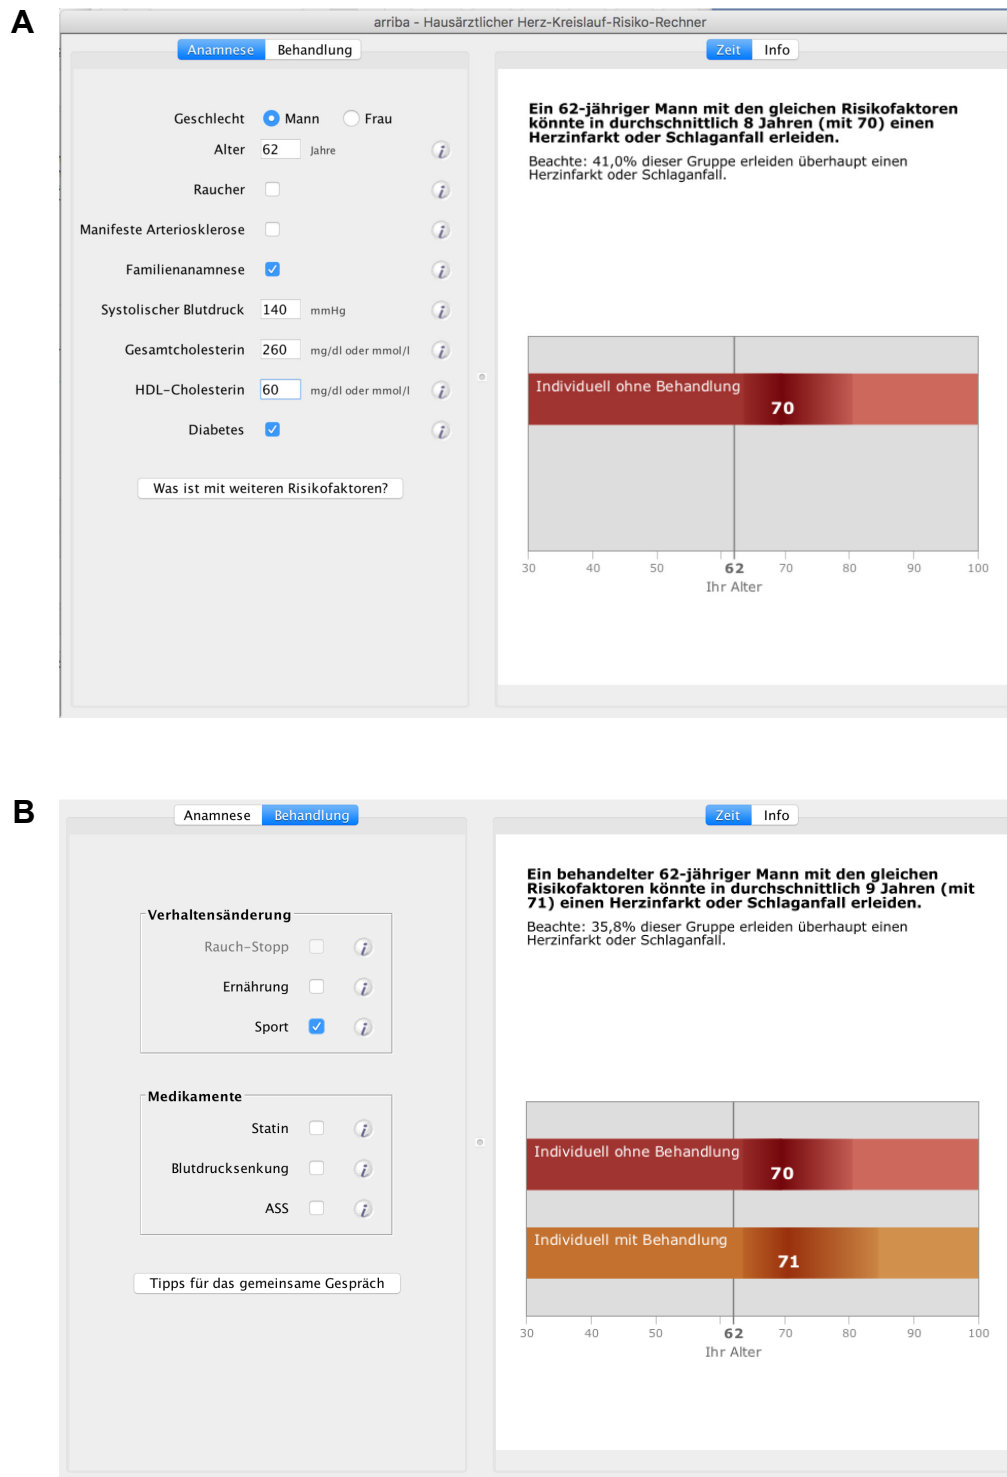 A
arriba - Hausärztlicher Herz-Kreislauf-Risiko-Rechner
Anamnese Behandlung
Geschlecht Mann Frau
Alter 62 Jahre
Raucher
Manifeste Arteriosklerose
Familienanamnese
Systolischer Blutdruck 140 mmHg
Gesamtcholesterin 260 mg/dl oder mmol/l
HDL-Cholesterin 60 mg/dl oder mmol/l
Diabetes
Was ist mit weiteren Risikofaktoren?
Zeit Info
Ein 62-jähriger Mann mit den gleichen Risikofaktoren
könnte in durchschnittlich 8 Jahren (mit 70) einen
Herzinfarkt oder Schlaganfall erleiden.
Beachte: 41,0% dieser Gruppe erleiden überhaupt einen
Herzinfarkt oder Schlaganfall.
Individuell ohne Behandlung
70
30 40 50 62 70 80 90 100
Ihr Alter
B
Anamnese Behandlung
Verhaltensänderung
Rauch-Stopp
Ernährung
Sport
Medikamente
Statin
Blutdrucksenkung
ASS
Tipps für das gemeinsame Gespräch
Zeit Info
Ein behandelter 62-jähriger Mann mit den gleichen
Risikofaktoren könnte in durchschnittlich 9 Jahren (mit
71) einen Herzinfarkt oder Schlaganfall erleiden.
Beachte: 35,8% dieser Gruppe erleiden überhaupt einen
Herzinfarkt oder Schlaganfall.
Individuell ohne Behandlung
70
Individuell mit Behandlung
71
30 40 50 62 70 80 90 100
Ihr Alter